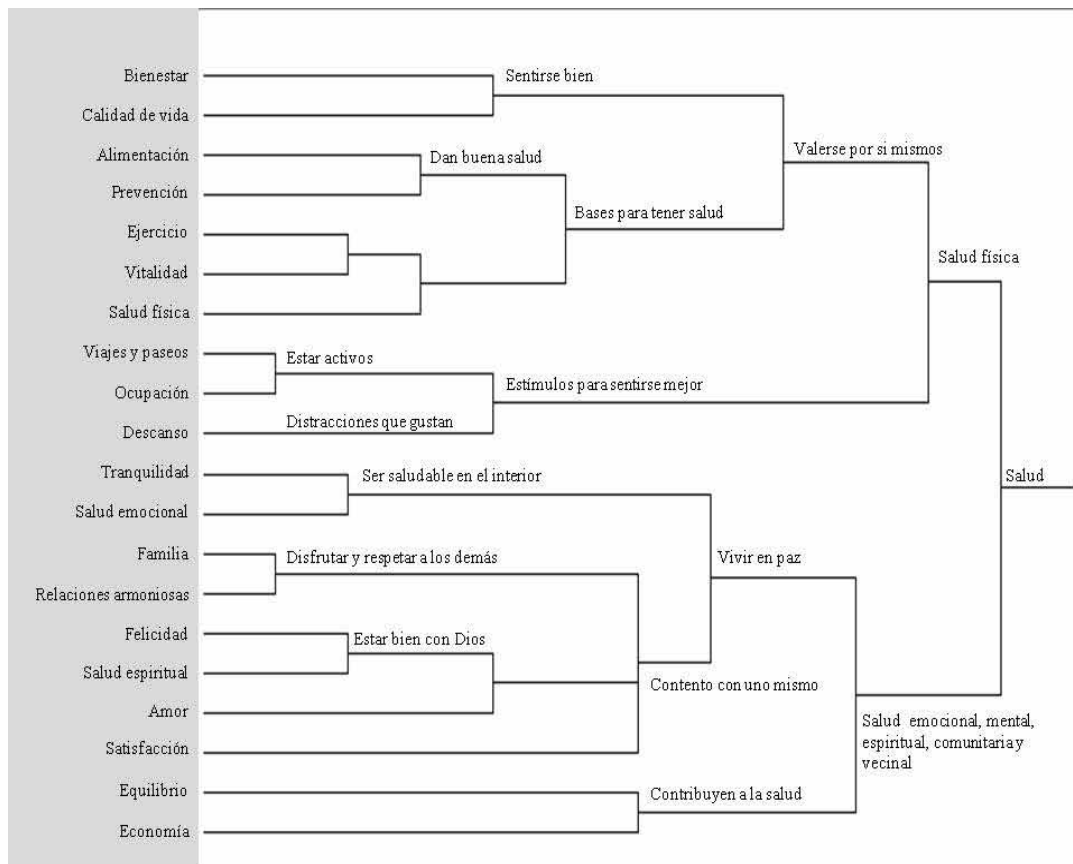 Bienestar
Sentirse bien
Calidad de vida
Alimentación
Dan buena salud
Valerse por si mismos
Prevención
Bases para tener salud
Ejercicio
Vitalidad
Salud física
Salud física
Viajes y paseos
Estar activos
Ocupación
Estímulos para sentirse mejor
Distracciones que gustan
Descanso
Tranquilidad
Ser saludable en el interior
Salud
Salud emocional
Familia
Disfrutar y respetar a los demás
Vivir en paz
Relaciones armoniosas
Felicidad
Estar bien con Dios
Salud espiritual
Contento con uno mismo
Amor
Salud emocional, mental,
espiritual, comunitaria y
vecinal
Satisfacción
Equilibrio
Contribuyen a la salud
Economía